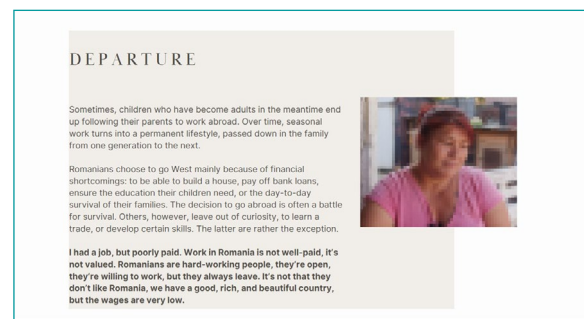 DEPARTURE
Sometimes, children who have become adults in the meantime end
up following their parents to work abroad. Over time, seasonal
work turns into a permanent lifestyle, passed down in the family
from one generation to the next.
Romanians choose to go West mainly because of financial
shortcomings: to be able to build a house, pay off bank loans,
ensure the education their children need, or the day-to-day
survival of their families. The decision to go abroad is often a battle
for survival. Others, however, leave out of curiosity, to learn a
trade, or develop certain skills. The latter are rather the exception.
I had a job, but poorly paid. Work in Romania is not well-paid, it's
not valued. Romanians are hard-working people, they're open,
they're willing to work, but they always leave. It's not that they
don't like Romania, we have a good, rich, and beautiful country,
but the wages are very low.